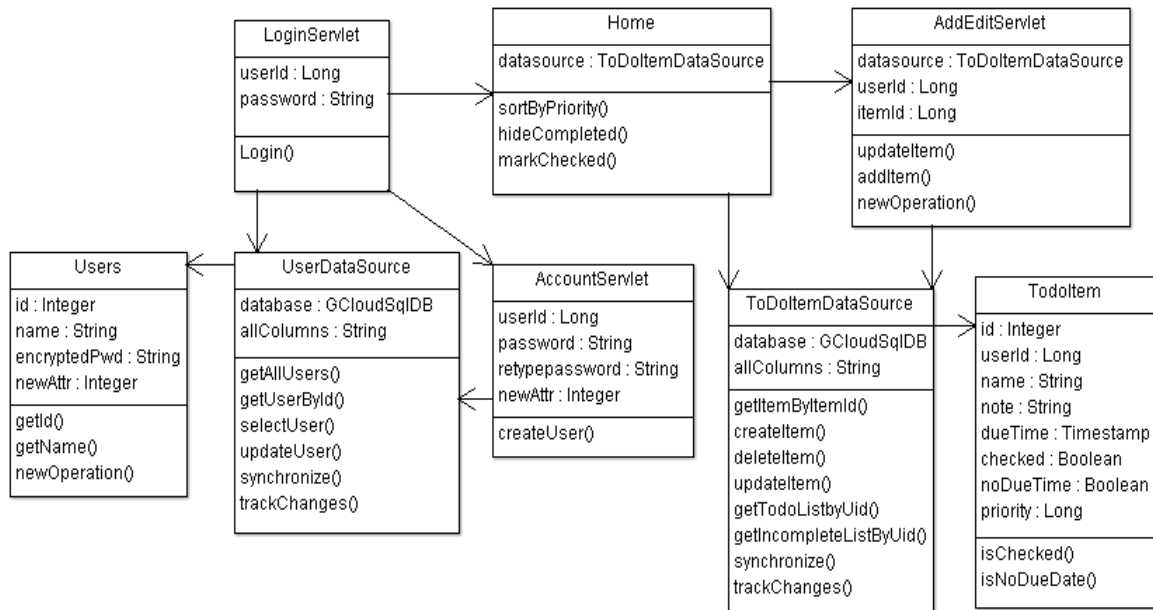 LoginServlet
userId : Long
password : String
Login()
Home
datasource : ToDoItemDataSource
sortByPriority()
hideCompleted()
markChecked()
AddEditServlet
datasource : ToDoItemDataSource
userId : Long
itemId : Long
updateItem()
addItem()
newOperation()
Users
id : Integer
name : String
encryptedPwd : String
newAttr : Integer
getId()
getName()
newOperation()
UserDataSource
database : GCloudSqlDB
allColumns : String
getAllUsers()
getUserById()
selectUser()
updateUser()
synchronize()
trackChanges()
AccountServlet
userId : Long
password : String
retypepassword : String
newAttr : Integer
createUser()
ToDoItemDataSource
database : GCloudSqlDB
allColumns : String
getItemByItemId()
createItem()
deleteItem()
updateItem()
getTodoListbyUid()
getIncompleteListByUid()
synchronize()
trackChanges()
TodoItem
id : Integer
userId : Long
name : String
note : String
dueTime : Timestamp
checked : Boolean
noDueTime : Boolean
priority : Long
isChecked()
isNoDueDate()